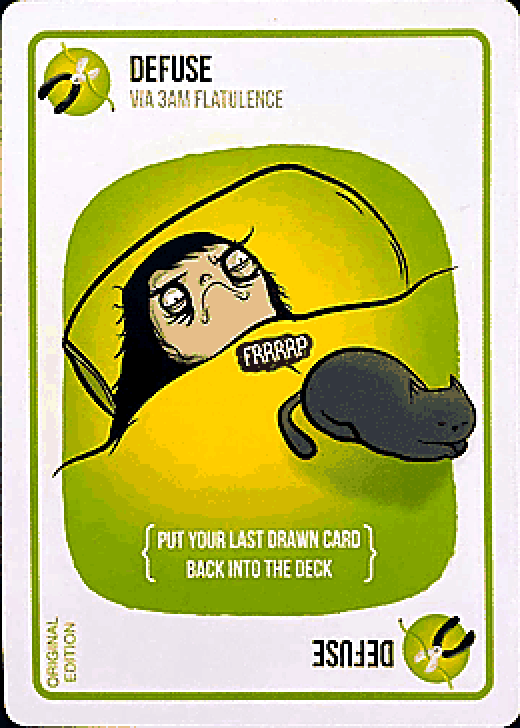 DEFUSE
VIA 3AM FLATULENCE
FRRRRP
PUT YOUR LAST DRAWN CARD
BACK INTO THE DECK
ORIGINAL
EDITION
DEFUSE